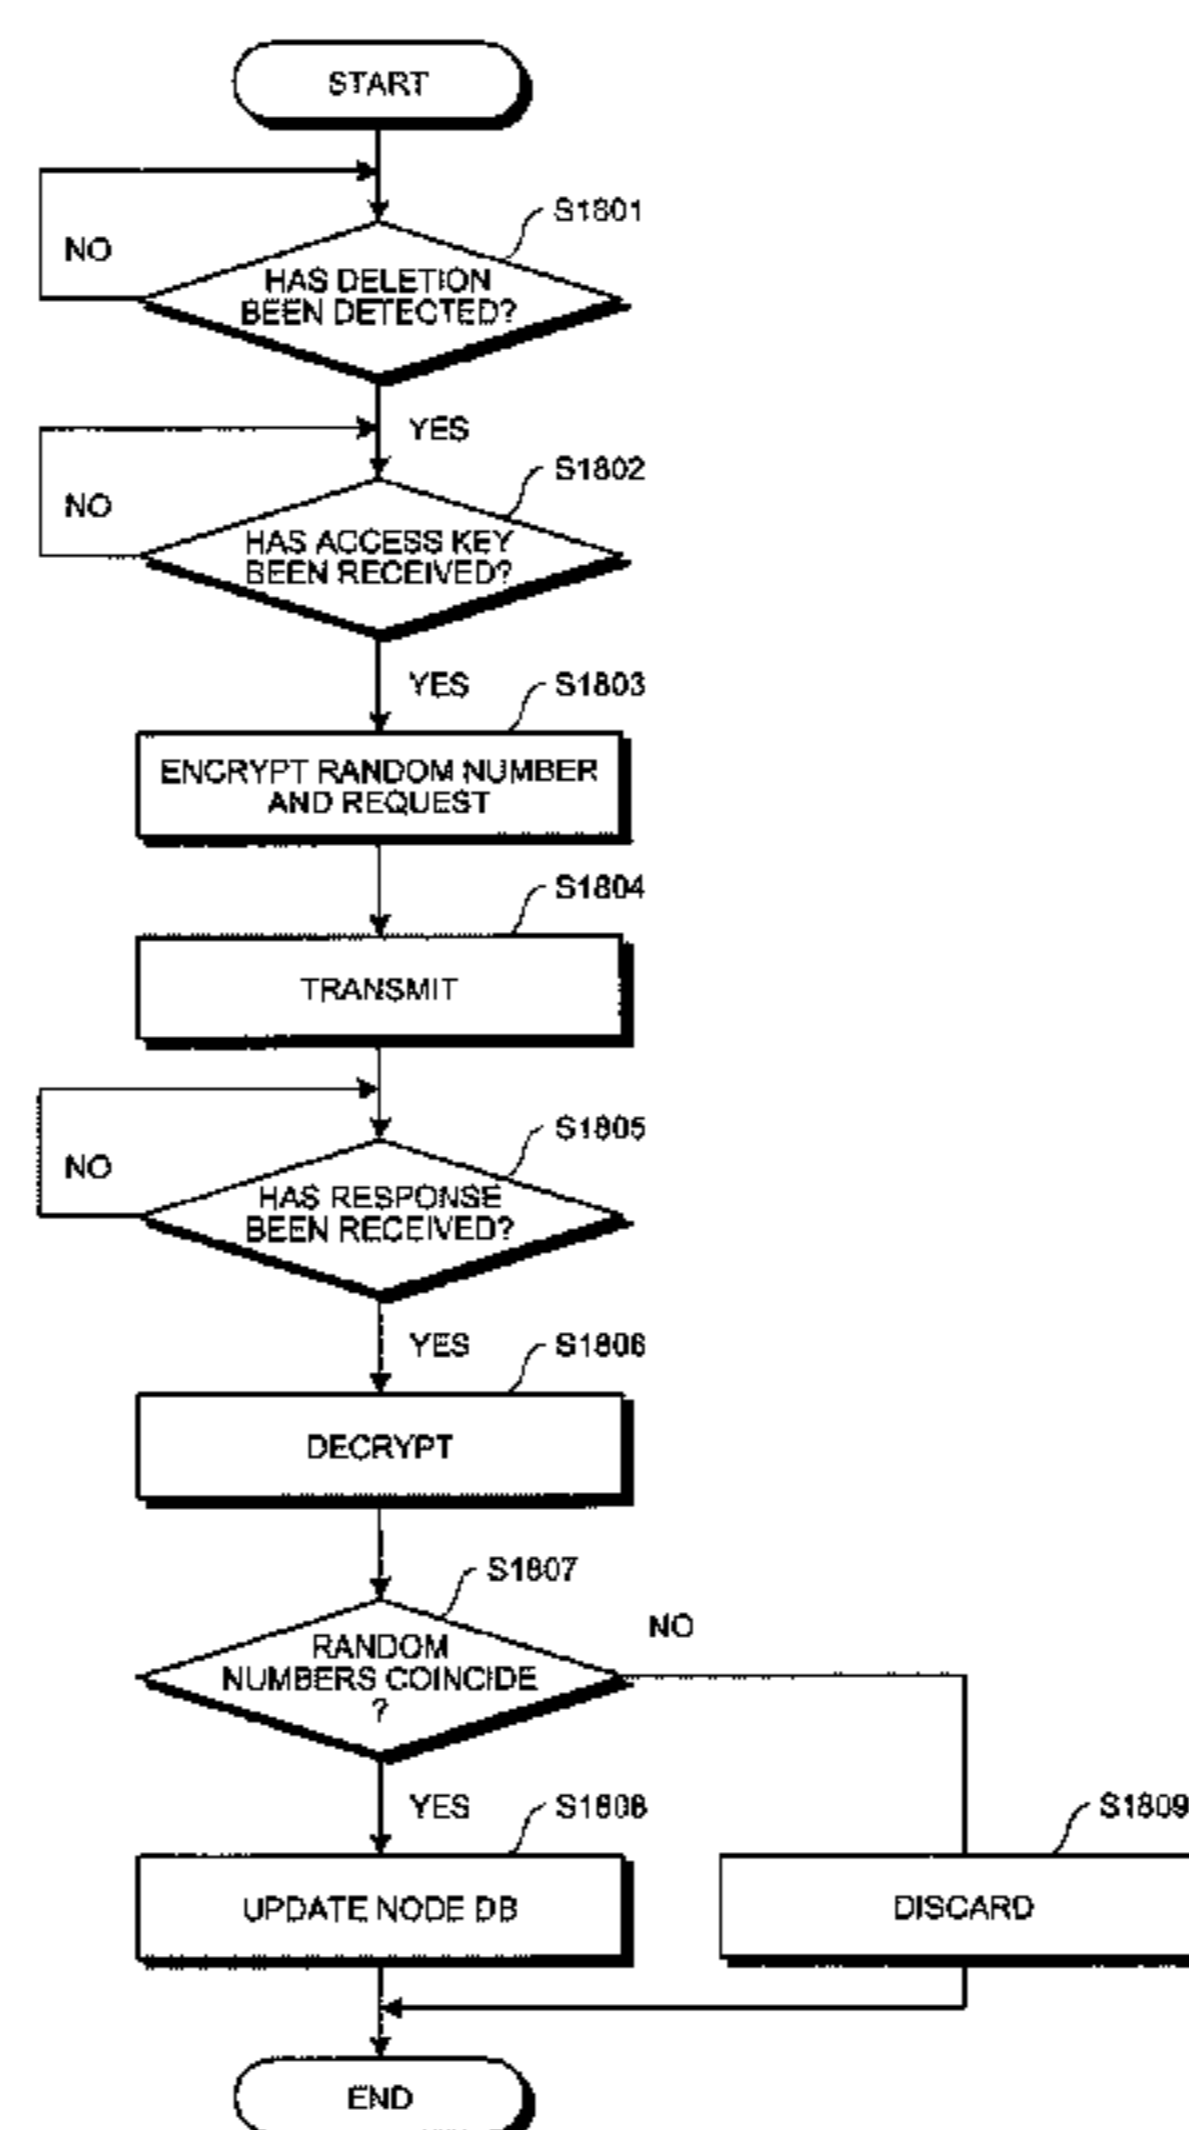 START
S1801
NO
HAS DELETION
BEEN DETECTED?
YES
S1802
NO
HAS ACCESS KEY
BEEN RECEIVED?
YES
S1803
ENCRYPT RANDOM NUMBER
AND REQUEST
S1804
TRANSMIT
S1805
NO
HAS RESPONSE
BEEN RECEIVED?
YES
S1806
DECRYPT
S1807
NO
RANDOM
NUMBERS COINCIDE
?
YES
S1808
S1809
UPDATE NODE DB
DISCARD
END